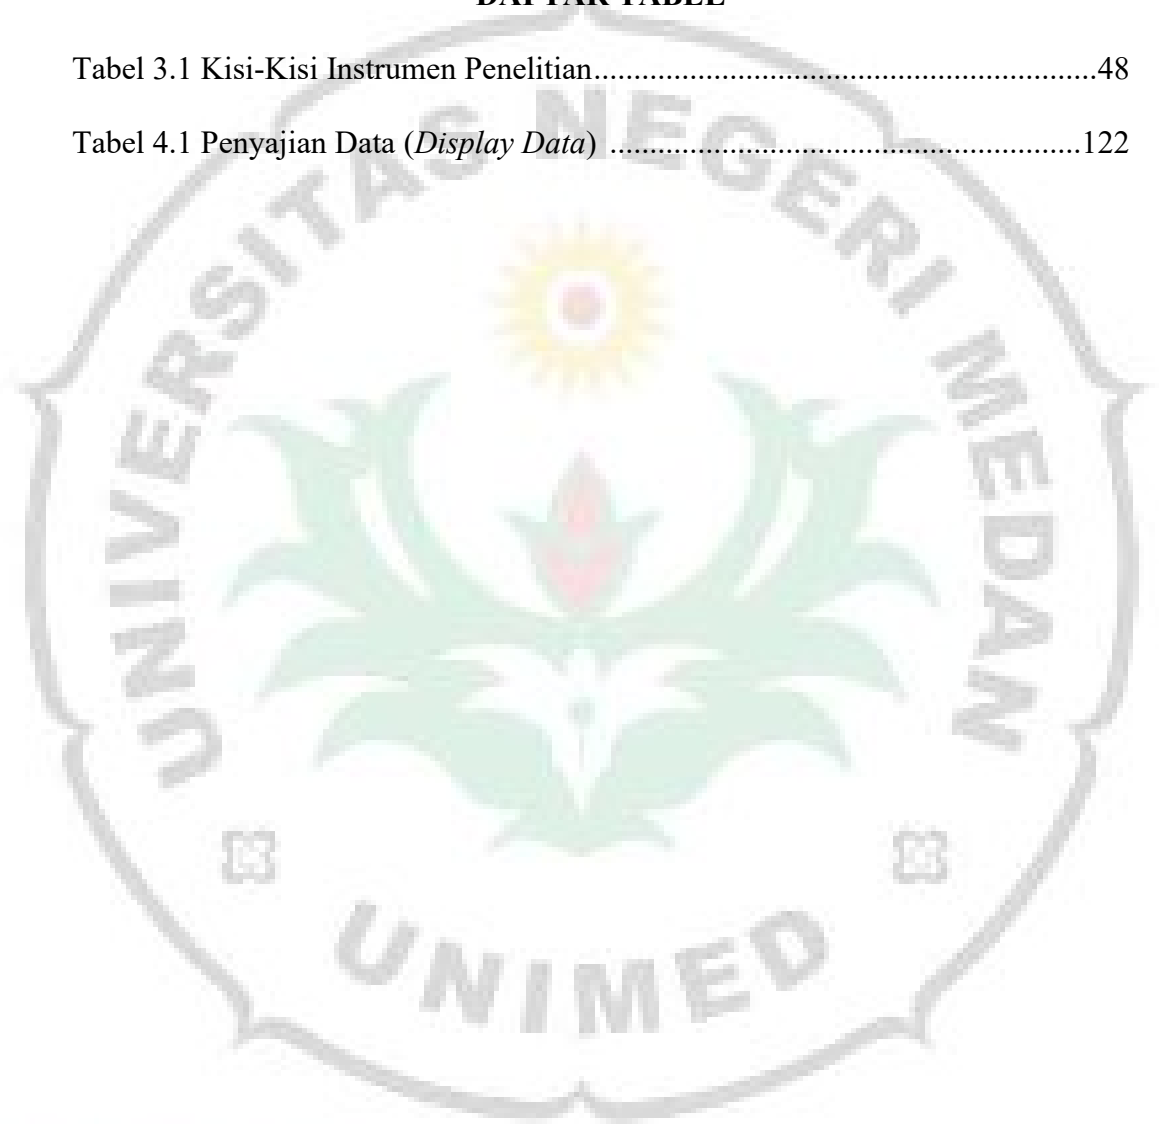 DAFTAR TABEL
Tabel 3.1 Kisi-Kisi Instrumen Penelitian..............................................................48
Tabel 4.1 Penyajian Data (Display Data) ..........................................................122
UNIVERSITAS NEGERI MEDAN
UNIMED